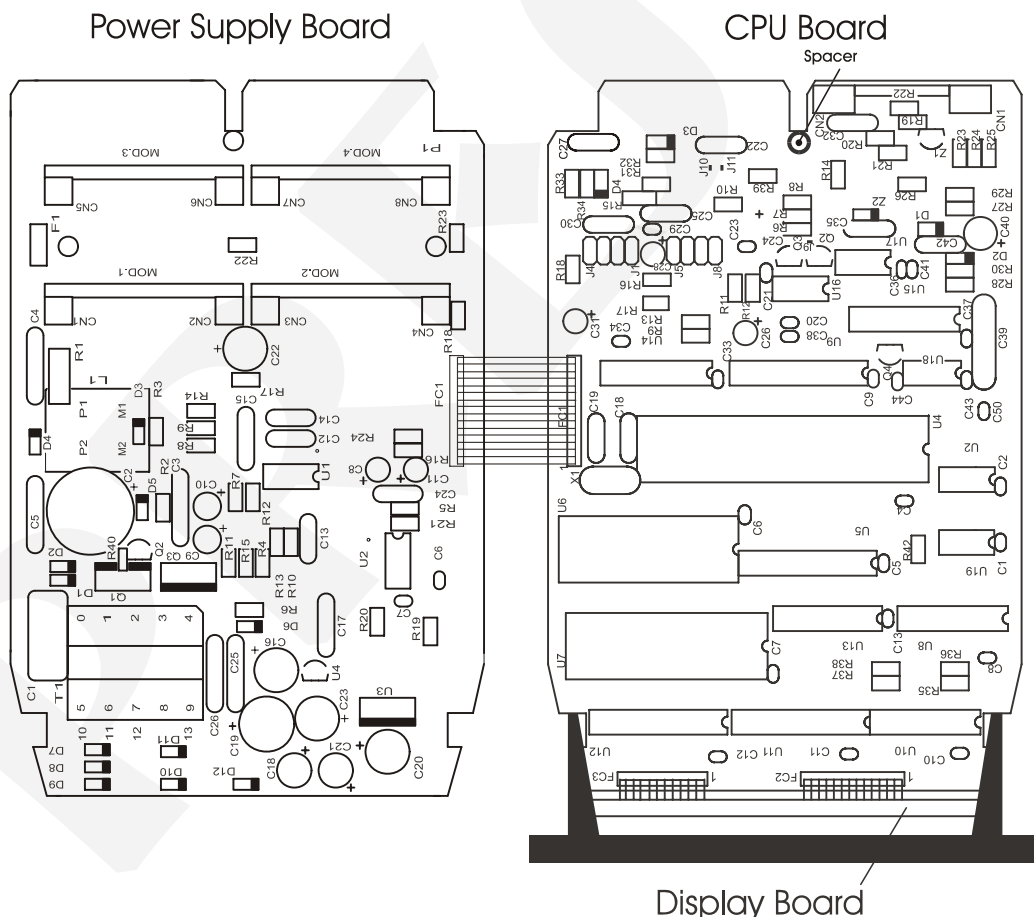 Power Supply Board
CPU Board
Spacer
MOD.3
MOD.4
P1
CN5
CN6
CN7
CN8
F1
R22
R23
MOD.1
MOD.2
CN1
CN2
CN3
CN4
R18
C4
R1
C22
R17
L1
P1
P2
M1
M2
D3
R3
D4
R14
R9
R8
C15
C14
C12
U1
R24
R16
C8
C11
C24
R5
R21
C2
D5
R2
C3
C10
R7
R12
C5
C9
R11
R15
R4
C13
U2
C6
D2
D1
R40
Q2
Q3
Q1
R13
R10
R6
D6
C17
C7
R20
R19
C1
T1
0 1 2 3 4
5 6 7 8 9
10 11 12 13
C16
U4
C25
C26
C23
U3
C19
C21
C18
C20
D7
D8
D9
D11
D10
D12
FC1
FC1
R22
CN2
CN1
C27
D3
C22
C32
R19
R20
R21
Z1
R23
R24
R25
R32
R31
J10
J11
R33
R34
D4
R15
R10
R39
R8
R14
R26
R29
R27
C30
C25
C29
C23
R7
R6
C24
Z2
C35
D1
U17
C42
C40
J4
J1
C28
J5
J8
Q3
J9
Q2
D2
R30
R28
R18
R16
R17
R11
R12
C21
U16
C36
C41
U15
C31
C34
R13
R9
U14
C26
C20
C38
U9
C37
C39
C33
Q4
U18
C9
C44
C43
C50
C19
C18
X1
U4
U2
C2
U6
C6
C4
U5
R42
C5
U19
C1
U7
C7
U13
C13
U8
R38
R37
R36
R35
C8
U12
C12
U11
C11
U10
C10
FC3
1
FC2
1
Display Board